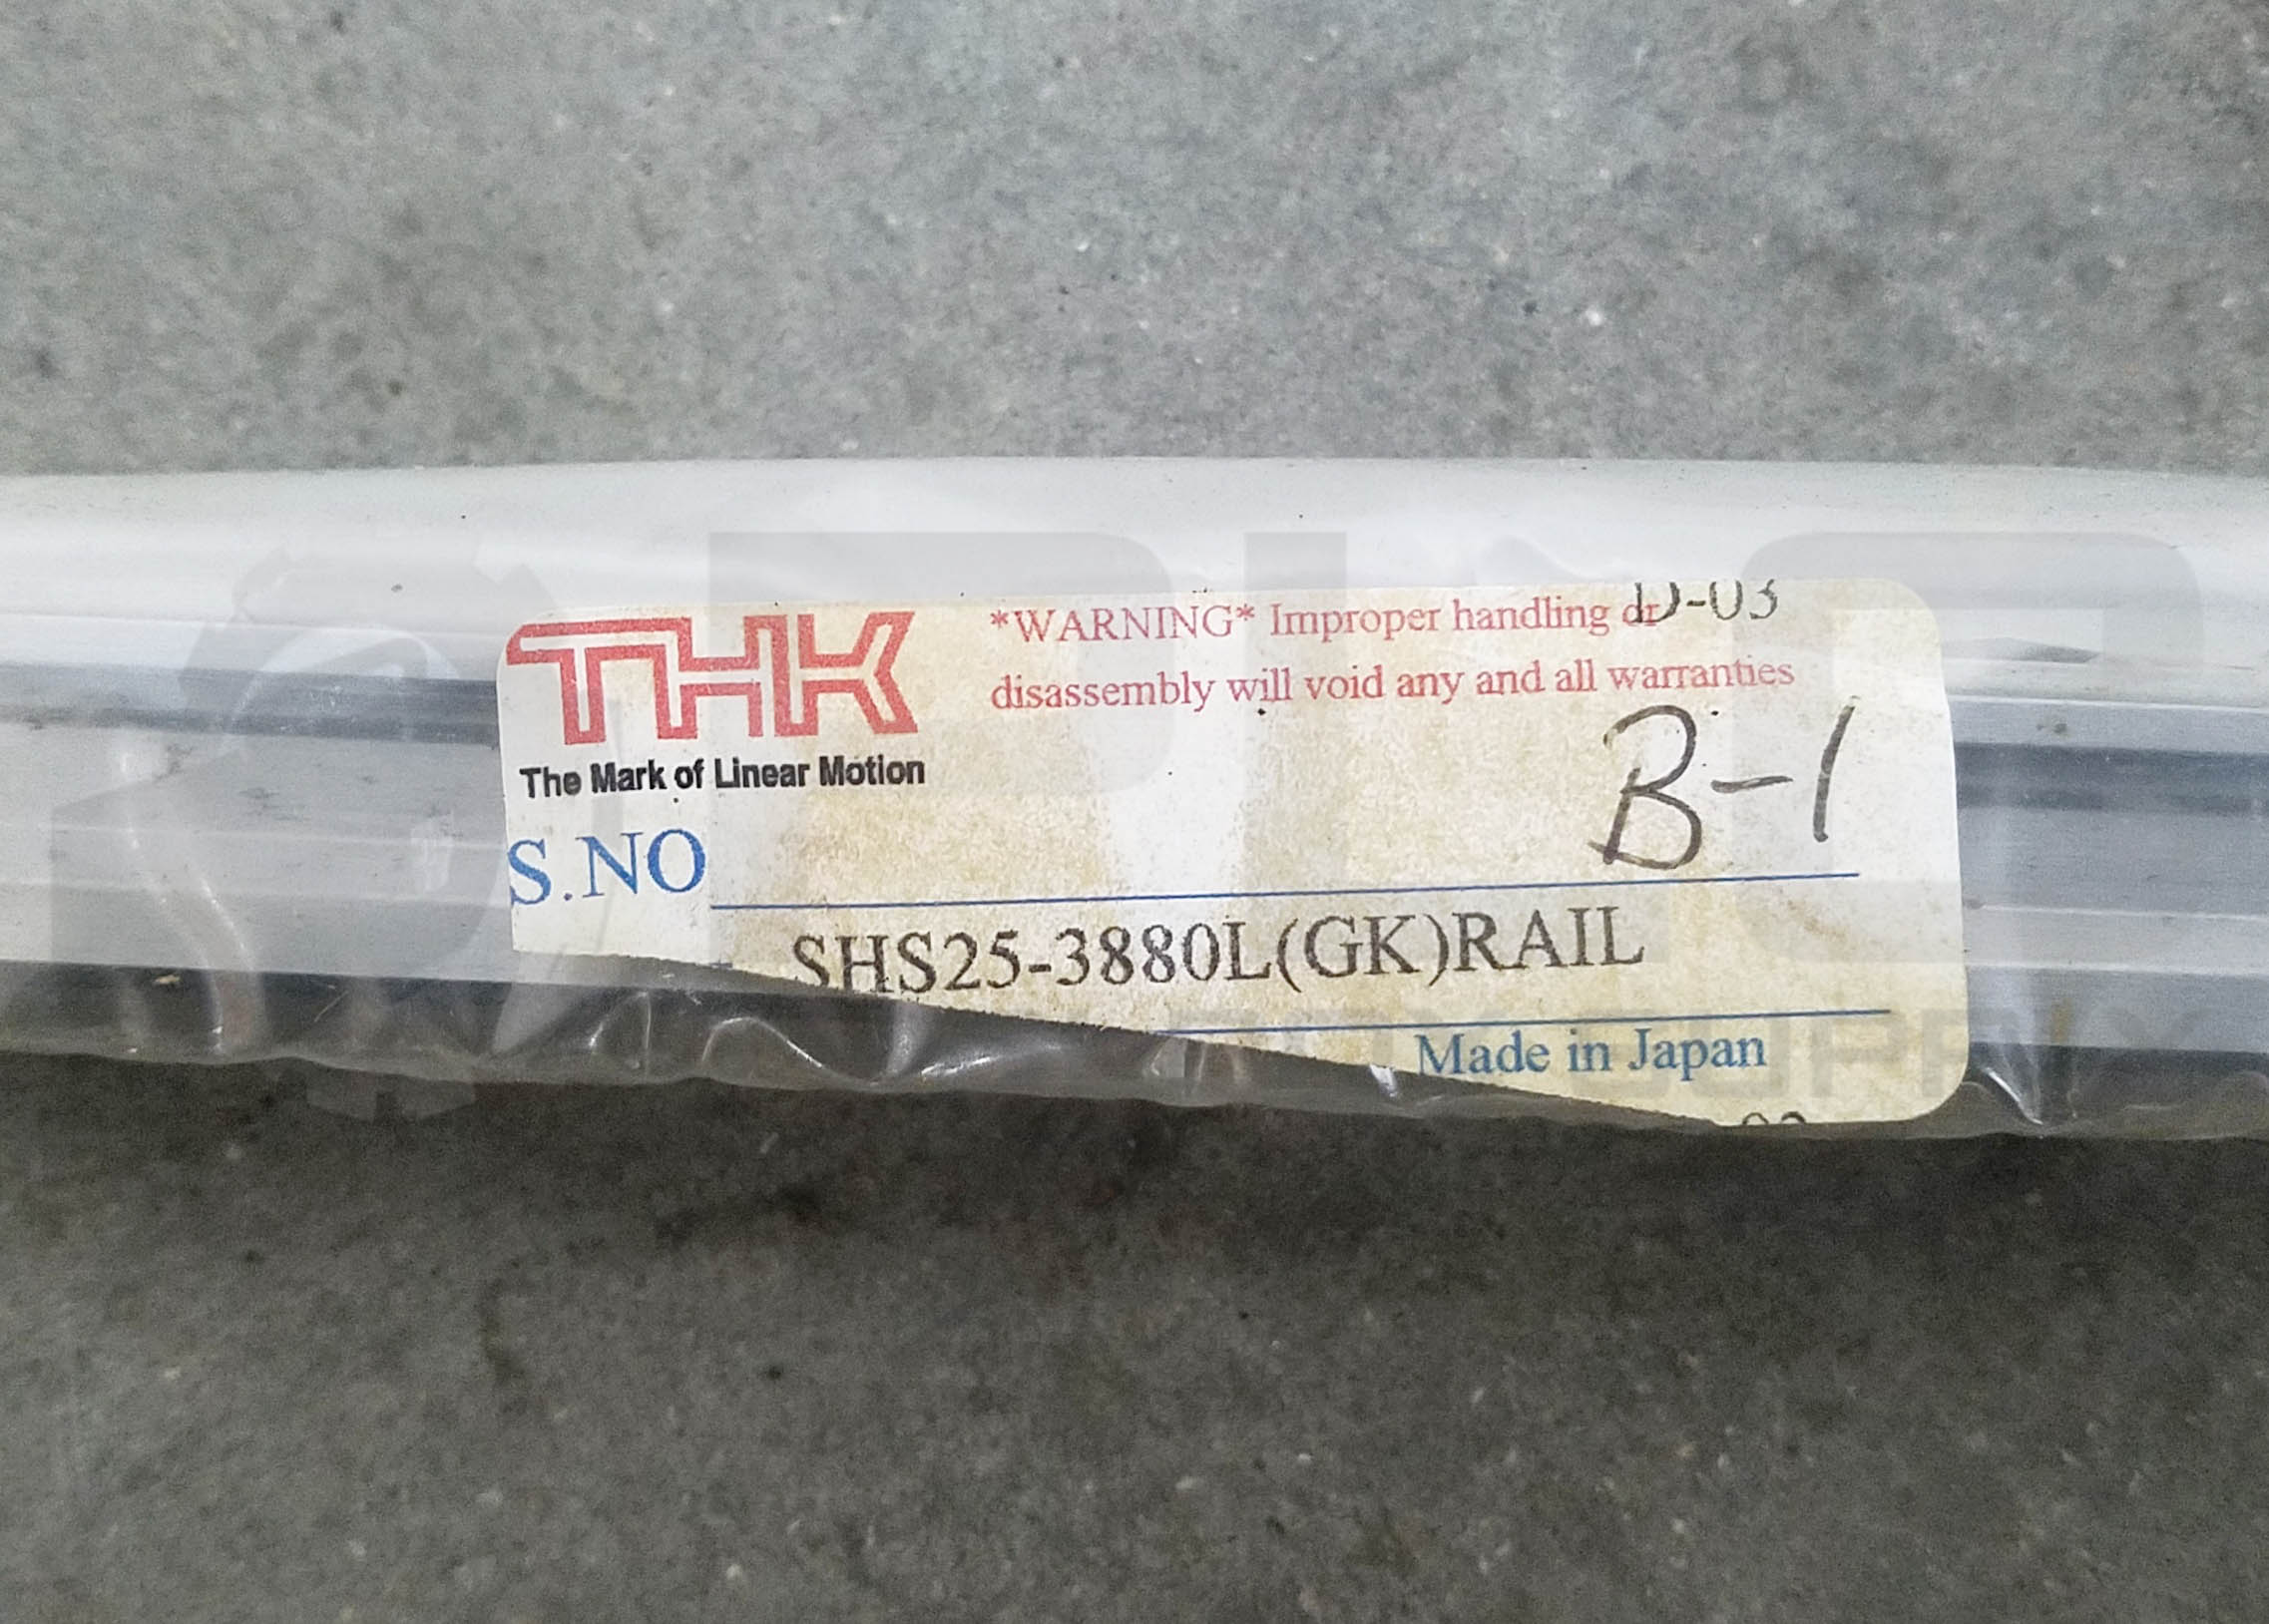 THK
The Mark of Linear Motion
*WARNING* Improper handling or
disassembly will void any and all warranties
D-03
B-1
S.NO
SHS25-3880L(GK)RAIL
Made in Japan